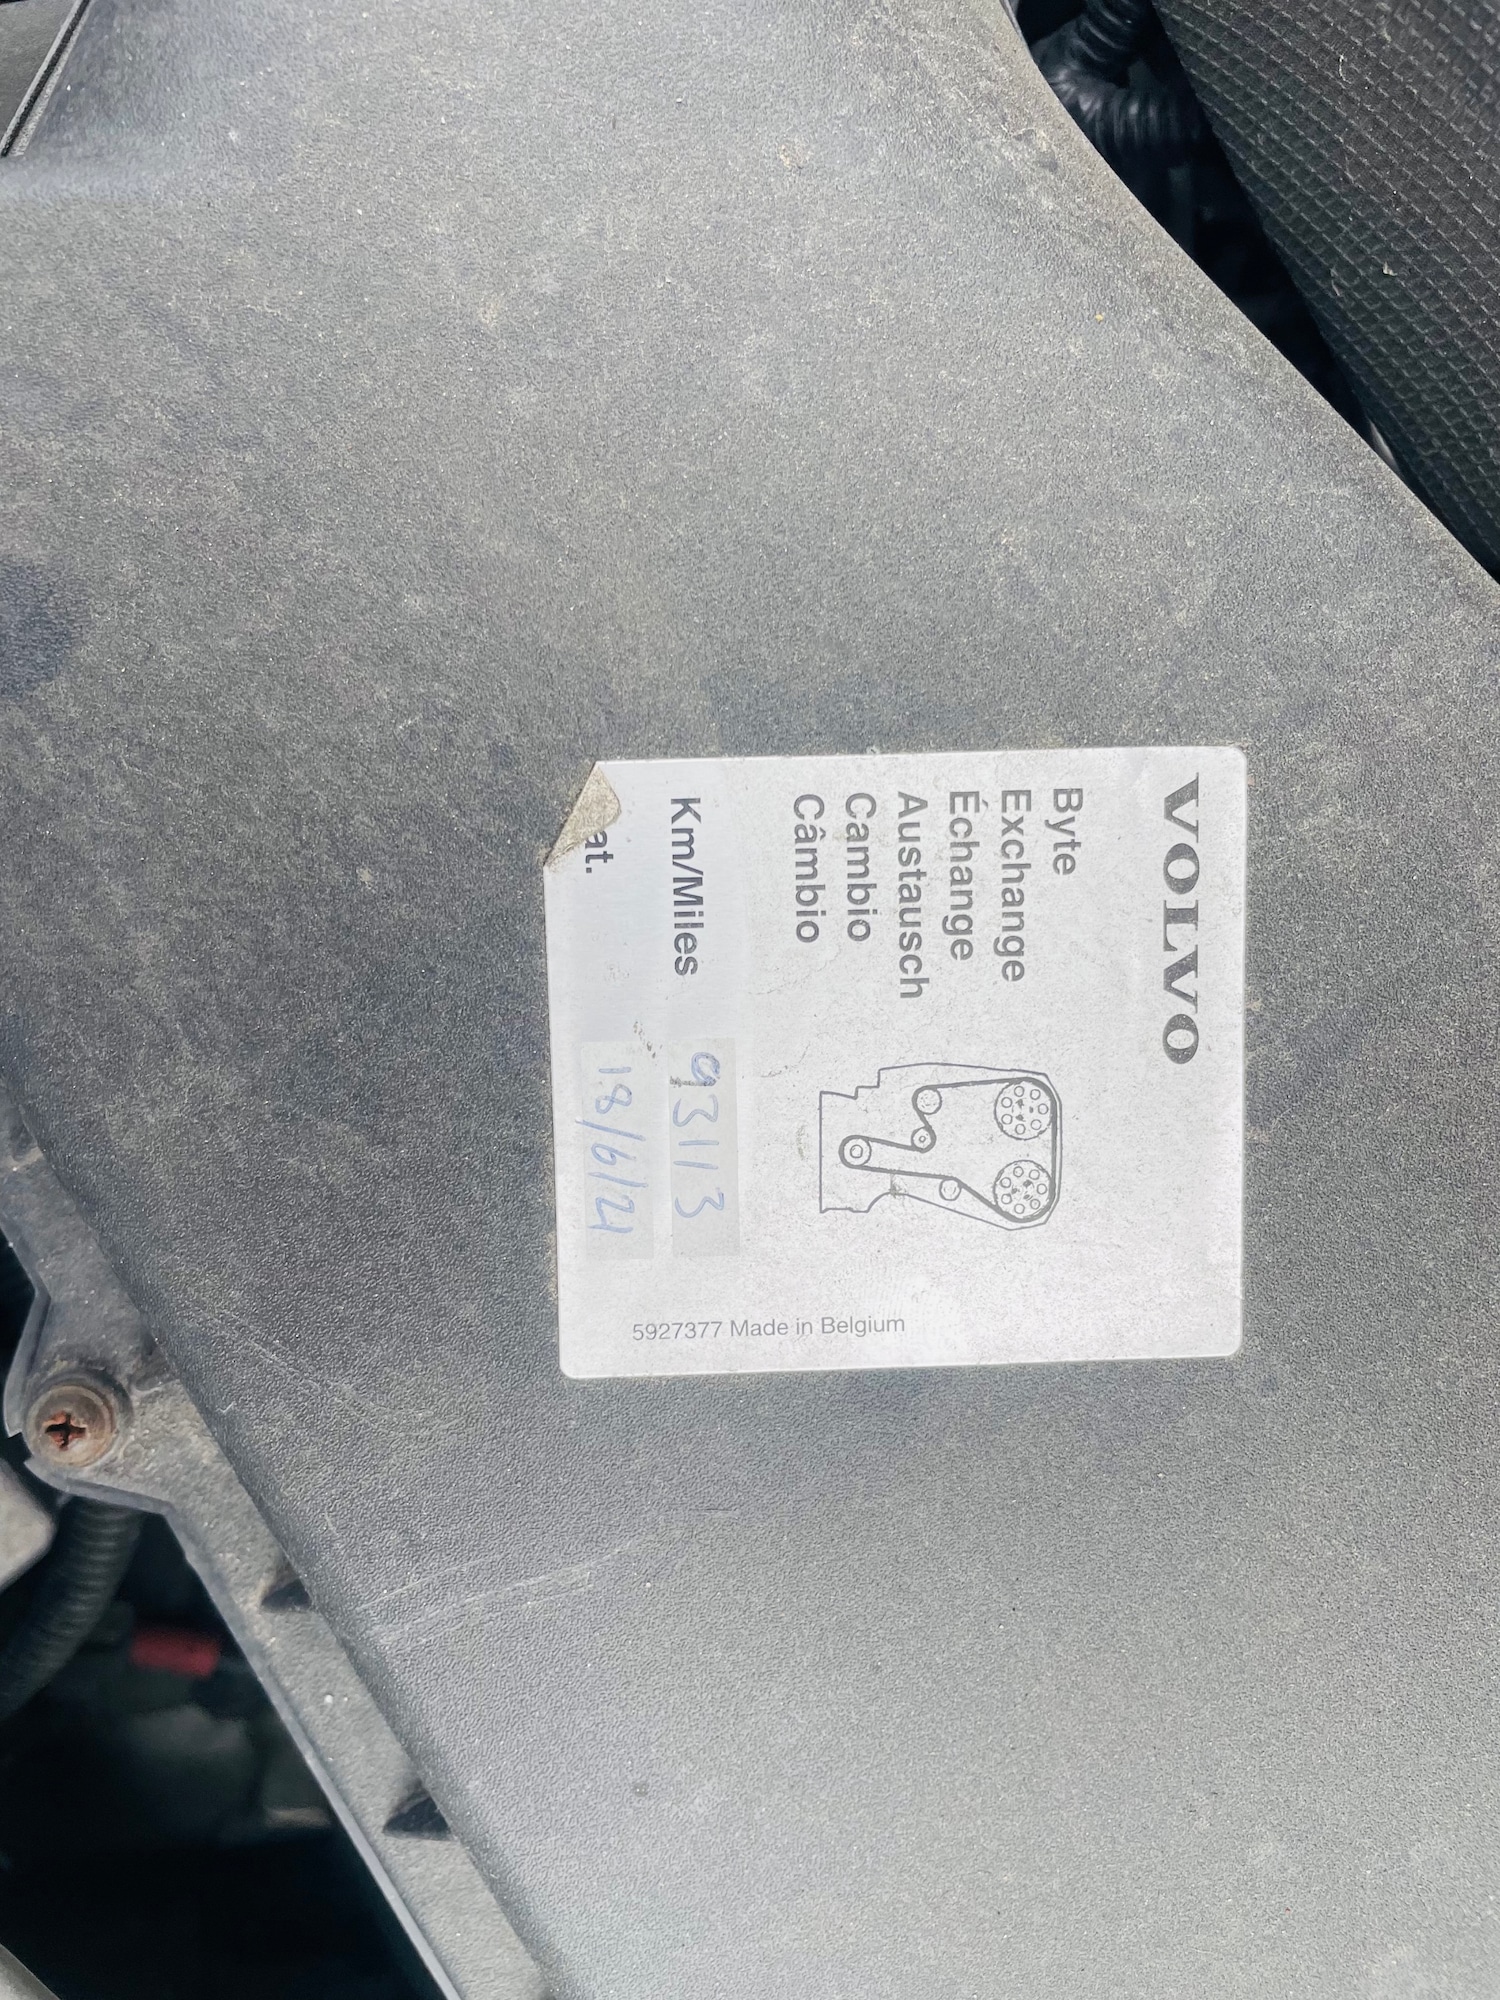 VOLVO
Byte
Exchange
Échange
Austausch
Cambio
Câmbio
Km/Miles 93113
at. 18/6/21
5927377 Made in Belgium